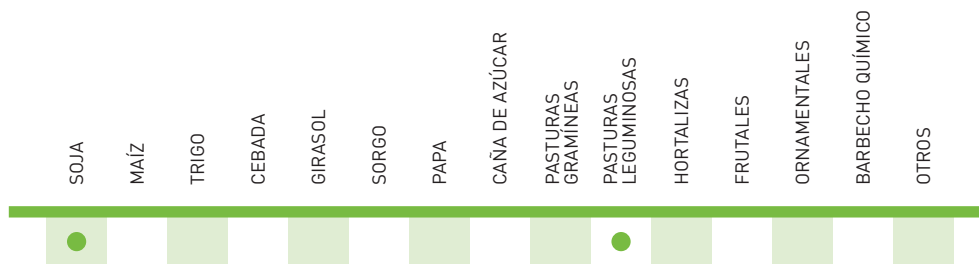 SOJA
MAÍZ
TRIGO
CEBADA
GIRASOL
SORGO
PAPA
CAÑA DE AZÚCAR
PASTURAS
GRAMÍNEAS
PASTURAS
LEGUMINOSAS
HORTALIZAS
FRUTALES
ORNAMENTALES
BARBECHO QUÍMICO
OTROS